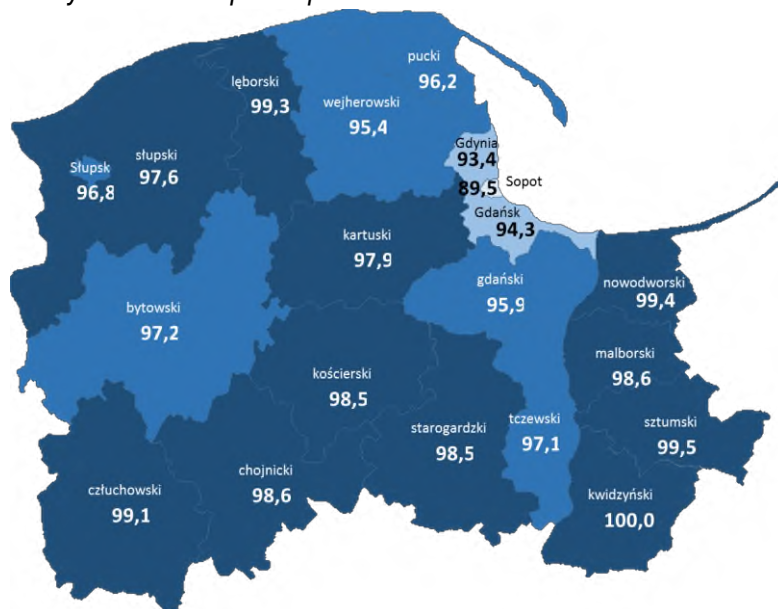 pucki
96,2
lęborski
99,3
wejherowski
95,4
Gdynia
93,4
słupski
97,6
Słupsk
96,8
Sopot
89,5
Gdańsk
94,3
kartuski
97,9
gdański
95,9
nowodworski
99,4
bytowski
97,2
malborski
98,6
kościerski
98,5
starogardzki
98,5
tczewski
97,1
sztumski
99,5
człuchowski
99,1
chojnicki
98,6
kwidzyński
100,0